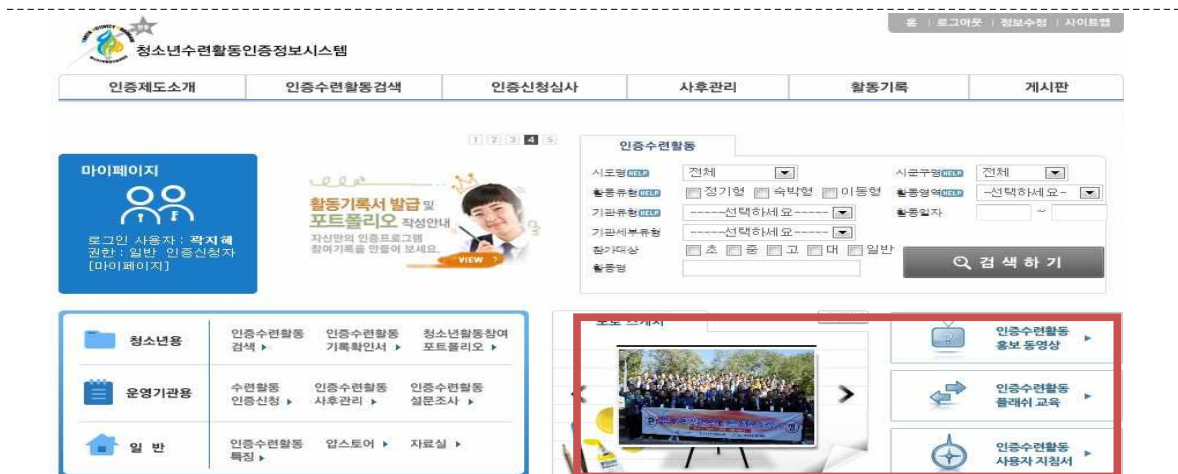 홈 | 로그아웃 | 정보수정 | 사이트맵
청소년수련활동인증정보시스템
인증제도소개 인증수련활동검색 인증신청심사 사후관리 활동기록 게시판
1 2 3 4 5
마이페이지
로그인 사용자 : 곽지혜
권한 : 일반 인증신청자
[마이페이지]
활동기록서 발급 및
포트폴리오 작성안내
자신만의 인증프로그램
참여기록을 만들어 보세요.
VIEW >
인증수련활동
시도명 HELP 전체 시군구명 HELP 전체
활동유형 HELP 정기형 숙박형 이동형 활동영역 HELP -선택하세요-
기관유형 HELP -----선택하세요----- 활동일자 ~
기관세부유형 -----선택하세요-----
참가대상 초 중 고 대 일반
활동명
검색하기
청소년용
인증수련활동 검색 ▶
인증수련활동 기록확인서 ▶
청소년활동참여 포트폴리오 ▶
운영기관용
수련활동 인증신청 ▶
인증수련활동 사후관리 ▶
인증수련활동 설문조사 ▶
일 반
인증수련활동 특징 ▶
앱스토어 ▶
자료실 ▶
포토 스케치
인증수련활동
홍보 동영상
인증수련활동
플래쉬 교육
인증수련활동
사용자 지침서